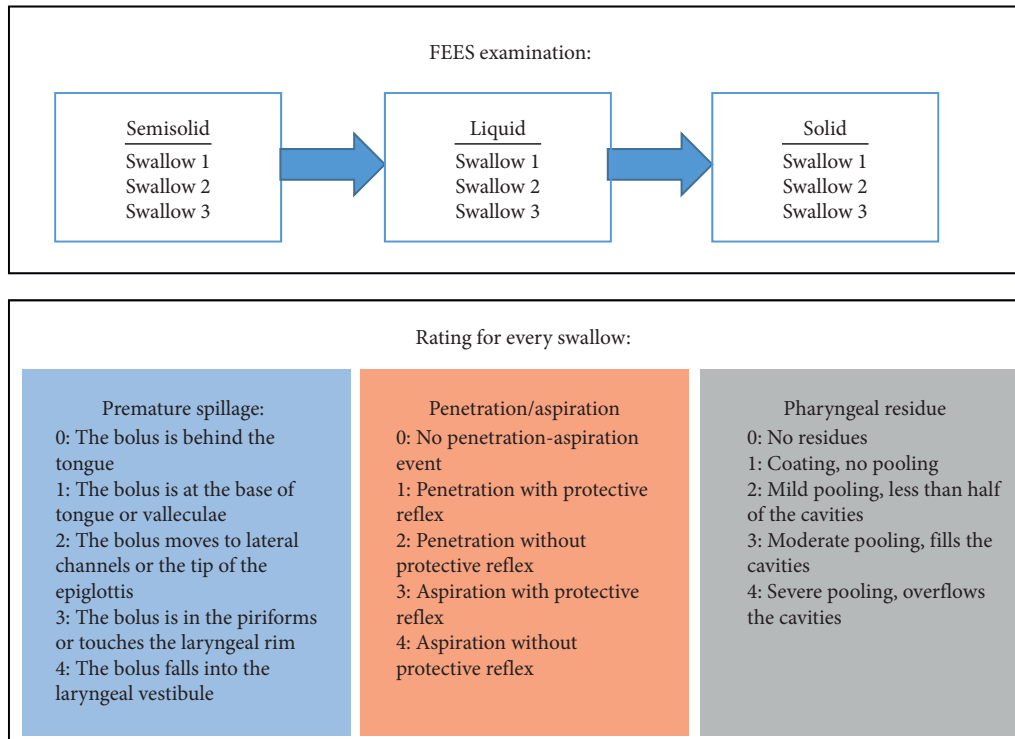 FEES examination:
Semisolid
Swallow 1
Swallow 2
Swallow 3
Liquid
Swallow 1
Swallow 2
Swallow 3
Solid
Swallow 1
Swallow 2
Swallow 3
Rating for every swallow:
Premature spillage:
0: The bolus is behind the
tongue
1: The bolus is at the base of
tongue or valleculae
2: The bolus moves to lateral
channels or the tip of the
epiglottis
3: The bolus is in the piriforms
or touches the laryngeal rim
4: The bolus falls into the
laryngeal vestibule
Penetration/aspiration
0: No penetration-aspiration
event
1: Penetration with protective
reflex
2: Penetration without
protective reflex
3: Aspiration with protective
reflex
4: Aspiration without
protective reflex
Pharyngeal residue
0: No residues
1: Coating, no pooling
2: Mild pooling, less than half
of the cavities
3: Moderate pooling, fills the
cavities
4: Severe pooling, overflows
the cavities